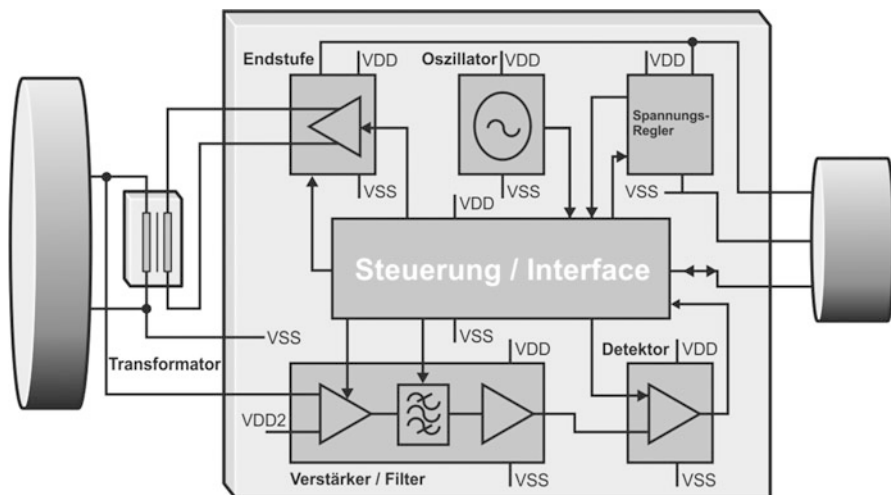 Endstufe
VDD
Oszillator
VDD
VDD
Spannungs-
Regler
VSS
VSS
VSS
VDD
Steuerung / Interface
VSS
Transformator
VSS
VDD
Detektor
VDD
VDD2
Verstärker / Filter
VSS
VSS